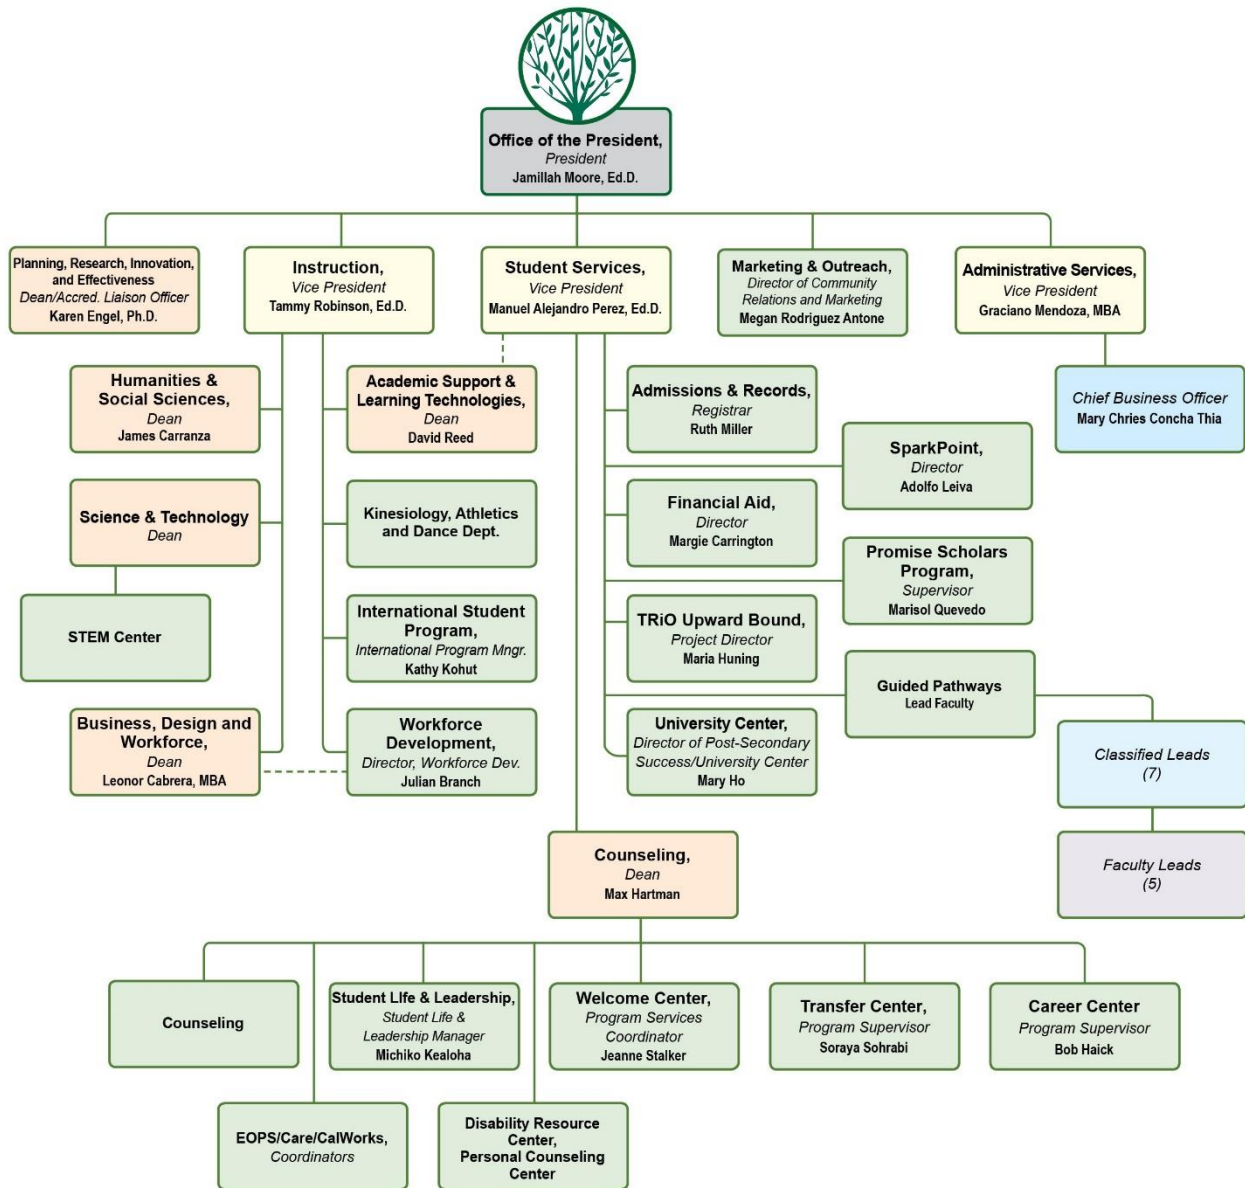 Office of the President,
President
Jamillah Moore, Ed.D.
Planning, Research, Innovation,
and Effectiveness
Dean/Accred. Liaison Officer
Karen Engel, Ph.D.
Instruction,
Vice President
Tammy Robinson, Ed.D.
Student Services,
Vice President
Manuel Alejandro Perez, Ed.D.
Marketing & Outreach,
Director of Community
Relations and Marketing
Megan Rodriguez Antone
Administrative Services,
Vice President
Graciano Mendoza, MBA
Humanities &
Social Sciences,
Dean
James Carranza
Academic Support &
Learning Technologies,
Dean
David Reed
Admissions & Records,
Registrar
Ruth Miller
Chief Business Officer
Mary Chries Concha Thia
SparkPoint,
Director
Adolfo Leiva
Science & Technology
Dean
Kinesiology, Athletics
and Dance Dept.
Financial Aid,
Director
Margie Carrington
Promise Scholars
Program,
Supervisor
Marisol Quevedo
STEM Center
International Student
Program,
International Program Mngr.
Kathy Kohut
TRiO Upward Bound,
Project Director
Maria Huning
Guided Pathways
Lead Faculty
Business, Design and
Workforce,
Dean
Leonor Cabrera, MBA
Workforce
Development,
Director, Workforce Dev.
Julian Branch
University Center,
Director of Post-Secondary
Success/University Center
Mary Ho
Classified Leads
(7)
Counseling,
Dean
Max Hartman
Faculty Leads
(5)
Counseling
Student LIfe & Leadership,
Student Life &
Leadership Manager
Michiko Kealoha
Welcome Center,
Program Services
Coordinator
Jeanne Stalker
Transfer Center,
Program Supervisor
Soraya Sohrabi
Career Center
Program Supervisor
Bob Haick
EOPS/Care/CalWorks,
Coordinators
Disability Resource
Center,
Personal Counseling
Center